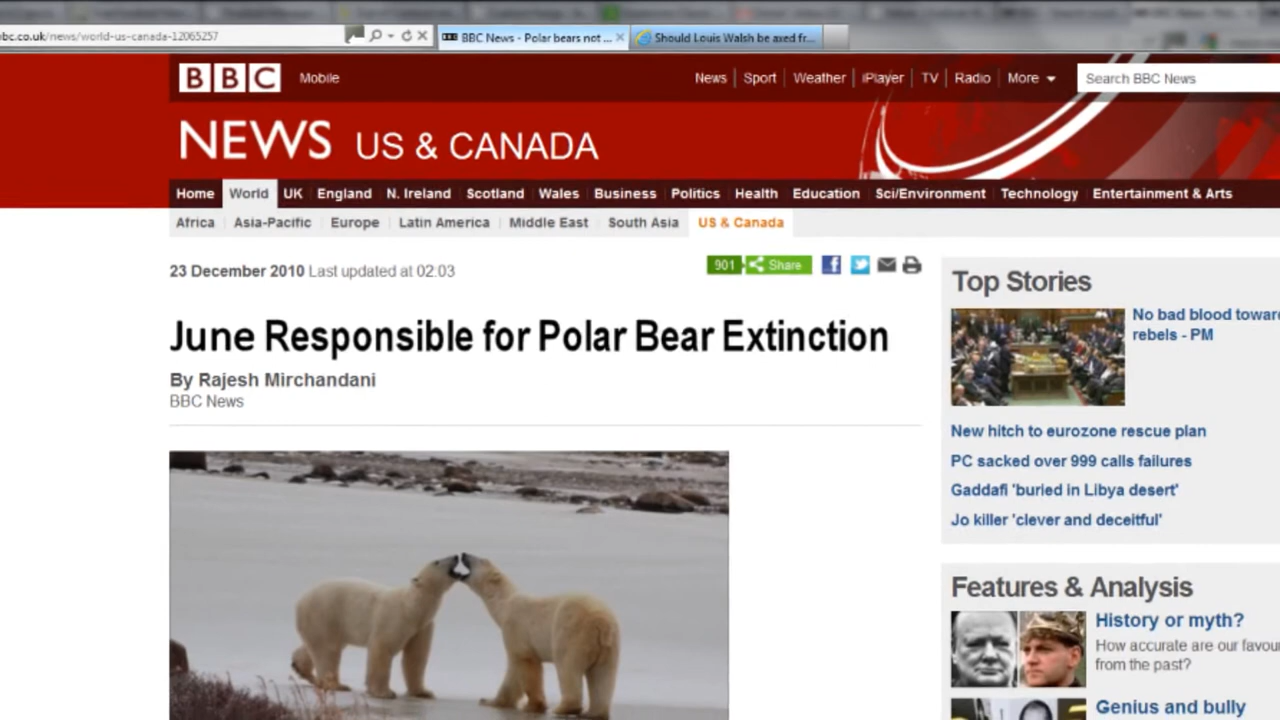 bc.co.uk/news/world-us-canada-12065257
BBC News - Polar bears not ...
Should Louis Walsh be axed fr...
BBC Mobile
News Sport Weather iPlayer TV Radio More
Search BBC News
NEWS US & CANADA
Home World UK England N. Ireland Scotland Wales Business Politics Health Education Sci/Environment Technology Entertainment & Arts
Africa Asia-Pacific Europe Latin America Middle East South Asia US & Canada
23 December 2010 Last updated at 02:03
901 Share
June Responsible for Polar Bear Extinction
By Rajesh Mirchandani
BBC News
Top Stories
No bad blood towar
rebels - PM
New hitch to eurozone rescue plan
PC sacked over 999 calls failures
Gaddafi 'buried in Libya desert'
Jo killer 'clever and deceitful'
Features & Analysis
History or myth?
How accurate are our favou
from the past?
Genius and bully